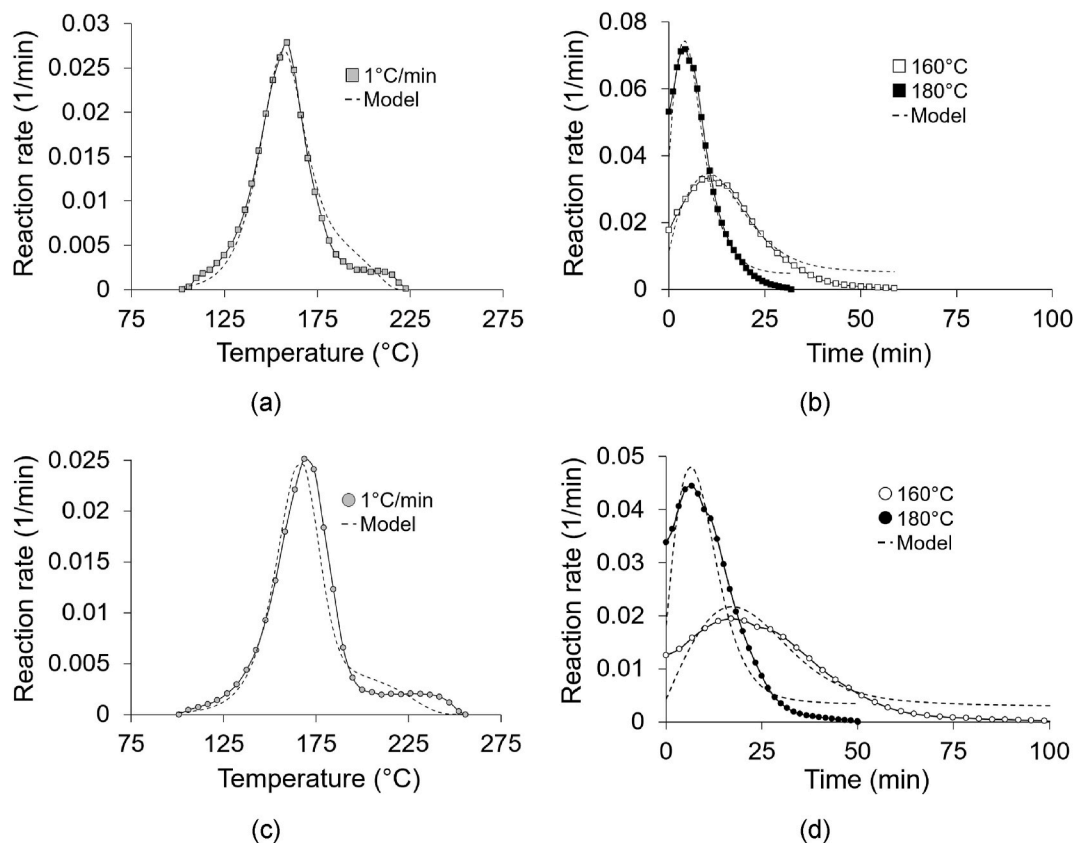 0.03
0.025
0.02
0.015
0.01
0.005
0
Reaction rate (1/min)
1°C/min
Model
75 125 175 225 275
Temperature (°C)
(a)
0.08
0.06
0.04
0.02
0
Reaction rate (1/min)
160°C
180°C
Model
0 25 50 75 100
Time (min)
(b)
0.025
0.02
0.015
0.01
0.005
0
Reaction rate (1/min)
1°C/min
Model
75 125 175 225 275
Temperature (°C)
(c)
0.05
0.04
0.03
0.02
0.01
0
Reaction rate (1/min)
160°C
180°C
Model
0 25 50 75 100
Time (min)
(d)